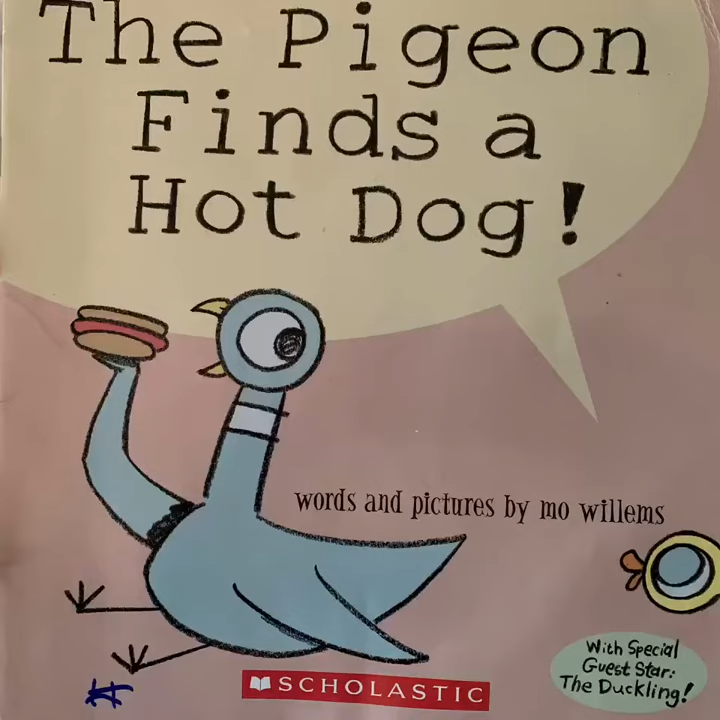 The Pigeon
Finds a
Hot Dog!
words and pictures by mo willems
With Special
Guest Star:
The Duckling!
SCHOLASTIC